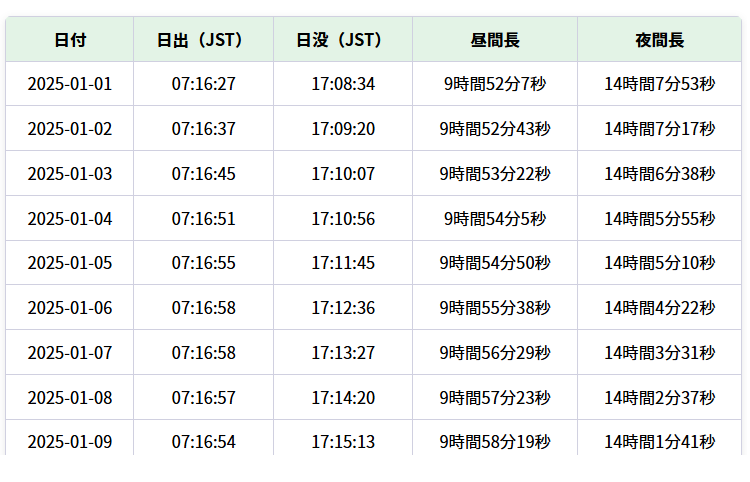 日付 日出（JST） 日没（JST） 昼間長 夜間長
2025-01-01 07:16:27 17:08:34 9時間52分7秒 14時間7分53秒
2025-01-02 07:16:37 17:09:20 9時間52分43秒 14時間7分17秒
2025-01-03 07:16:45 17:10:07 9時間53分22秒 14時間6分38秒
2025-01-04 07:16:51 17:10:56 9時間54分5秒 14時間5分55秒
2025-01-05 07:16:55 17:11:45 9時間54分50秒 14時間5分10秒
2025-01-06 07:16:58 17:12:36 9時間55分38秒 14時間4分22秒
2025-01-07 07:16:58 17:13:27 9時間56分29秒 14時間3分31秒
2025-01-08 07:16:57 17:14:20 9時間57分23秒 14時間2分37秒
2025-01-09 07:16:54 17:15:13 9時間58分19秒 14時間1分41秒